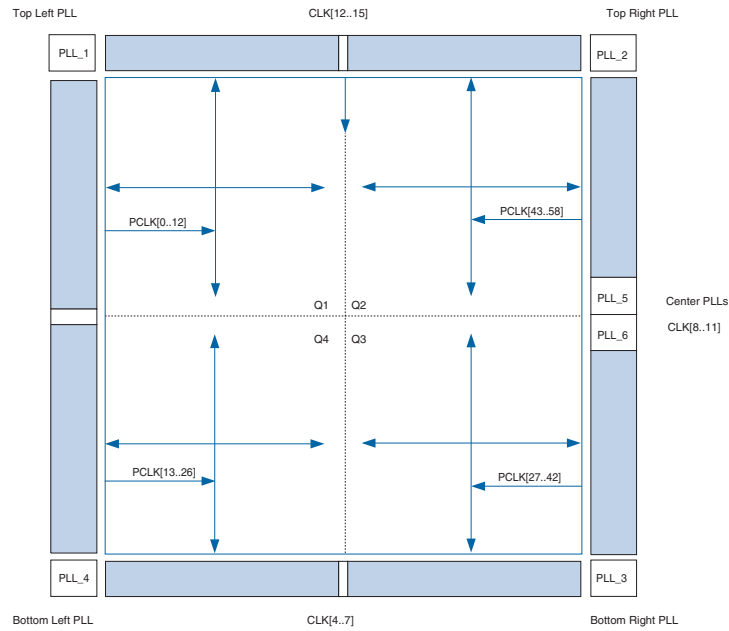 Top Left PLL
CLK[12..15]
Top Right PLL
PLL_1
PLL_2
PCLK[0..12]
PCLK[43..58]
PLL_5
Center PLLs
Q1
Q2
CLK[8..11]
PLL_6
Q4
Q3
PCLK[13..26]
PCLK[27..42]
PLL_4
PLL_3
Bottom Left PLL
CLK[4..7]
Bottom Right PLL